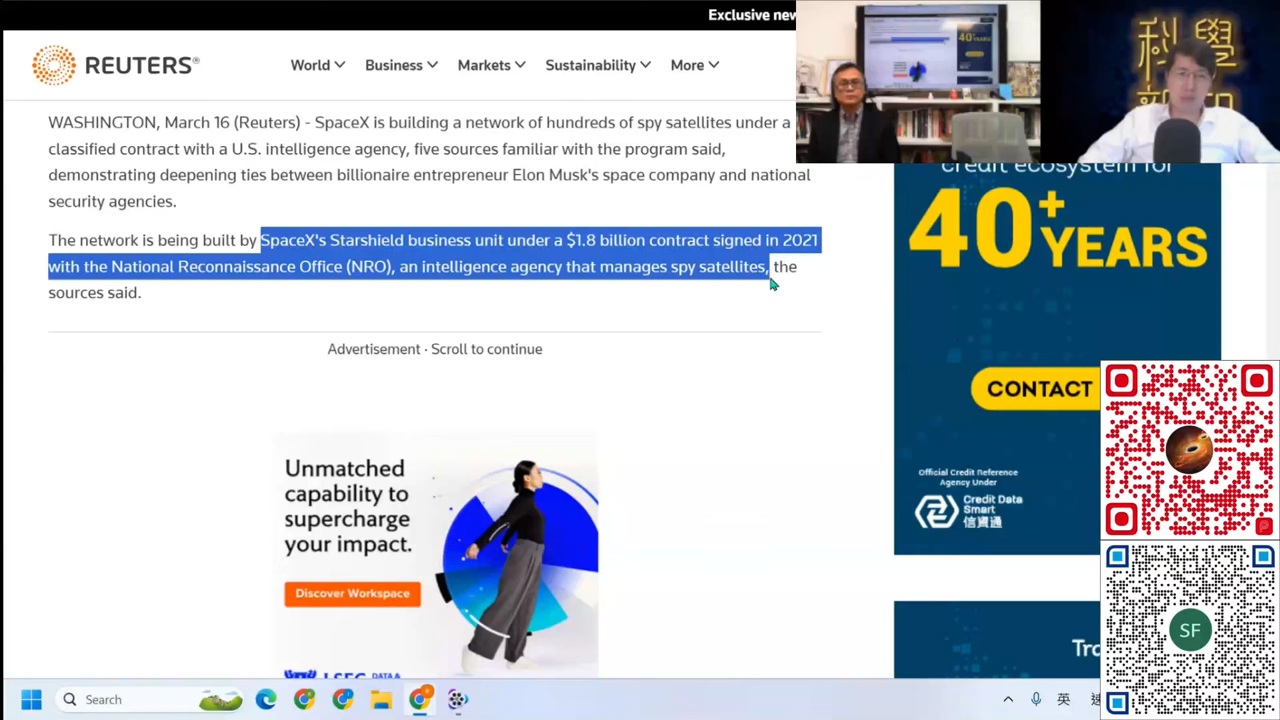 Exclusive new
REUTERS®
World
Business
Markets
Sustainability
More
WASHINGTON, March 16 (Reuters) - SpaceX is building a network of hundreds of spy satellites under a
classified contract with a U.S. intelligence agency, five sources familiar with the program said,
demonstrating deepening ties between billionaire entrepreneur Elon Musk's space company and national
security agencies.
The network is being built by SpaceX's Starshield business unit under a $1.8 billion contract signed in 2021
with the National Reconnaissance Office (NRO), an intelligence agency that manages spy satellites, the
sources said.
Advertisement · Scroll to continue
Unmatched
capability to
supercharge
your impact.
Discover Workspace
LSEG DATA &
40+
YEARS
科學
credit ecosystem for
40+
YEARS
CONTACT
Official Credit Reference
Agency Under
Credit Data
Smart
信資通
SF
Search
英